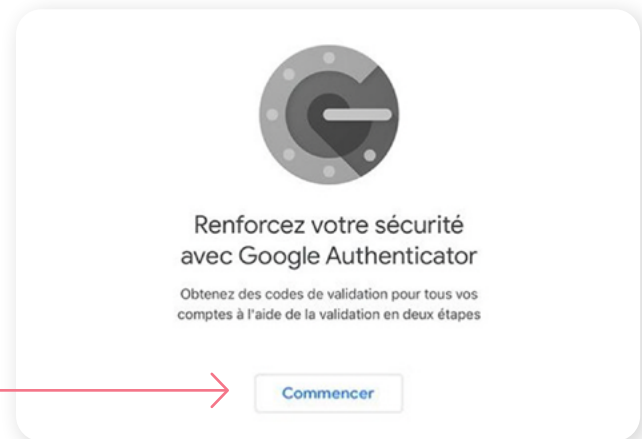 Renforcez votre sécurité
avec Google Authenticator
Obtenez des codes de validation pour tous vos
comptes à l'aide de la validation en deux étapes
Commencer